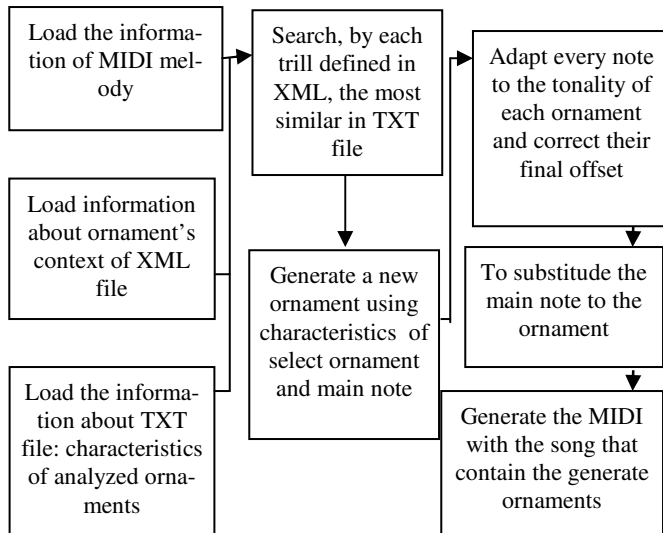 Load the informa-
tion of MIDI mel-
ody
Load information
about ornament's
context of XML
file
Load the informa-
tion about TXT
file: characteristics
of analyzed orna-
ments
Search, by each
trill defined in
XML, the most
similar in TXT
file
Generate a new
ornament using
characteristics of
select ornament
and main note
Adapt every note
to the tonality of
each ornament
and correct their
final offset
To substitude the
main note to the
ornament
Generate the MIDI
with the song that
contain the generate
ornaments